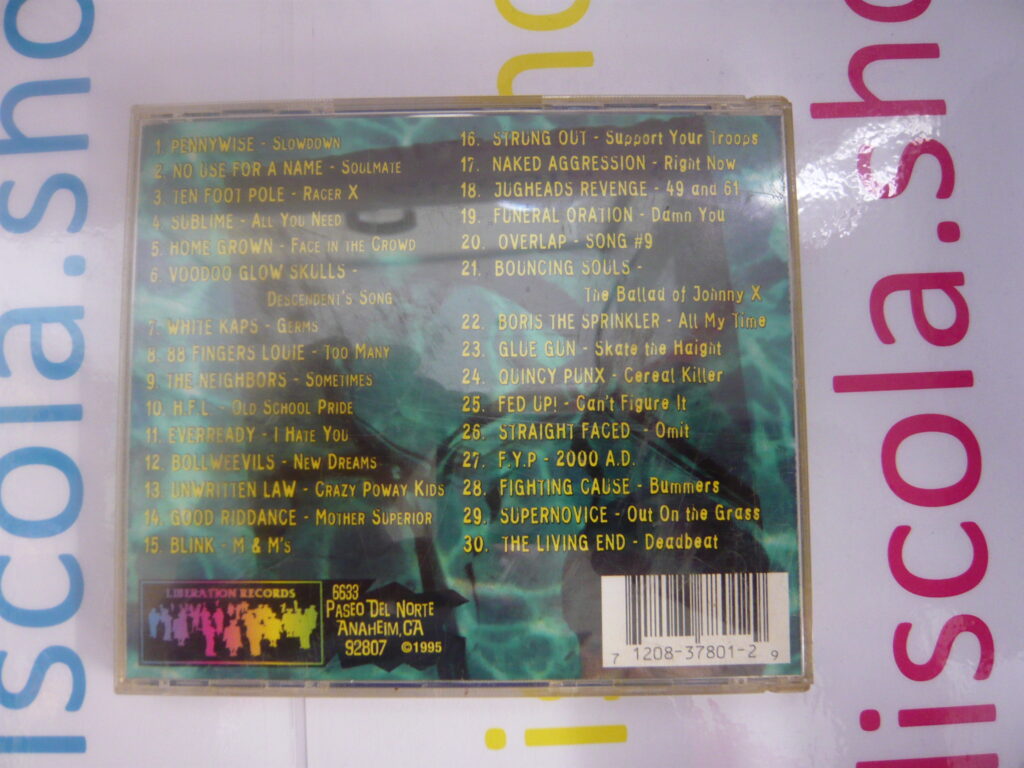 1. PENNYWISE - SLOWDOWN
2. NO USE FOR A NAME - SOULMATE
3. TEN FOOT POLE - RACER X
4. SUBLIME - ALL YOU NEED
5. HOME GROWN - FACE IN THE CROWD
6. VOODOO GLOW SKULLS -
DESCENDENT'S SONG
7. WHITE KAPS - GERMS
8. 88 FINGERS LOUIE - TOO MANY
9. THE NEIGHBORS - SOMETIMES
10. H.F.L. - OLD SCHOOL PRIDE
11. EVERREADY - I HATE YOU
12. BOLLWEEVILS - NEW DREAMS
13. UNWRITTEN LAW - CRAZY POWAY KIDS
14. GOOD RIDDANCE - MOTHER SUPERIOR
15. BLINK - M & M's
16. STRUNG OUT - Support Your Troops
17. NAKED AGGRESSION - Right Now
18. JUGHEADS REVENGE - 49 and 61
19. FUNERAL ORATION - Damn You
20. OVERLAP - SONG #9
21. BOUNCING SOULS -
The Ballad of Johnny X
22. BORIS THE SPRINKLER - All My Time
23. GLUE GUN - Skate the Haight
24. QUINCY PUNX - Cereal Killer
25. FED UP! - Can't Figure It
26. STRAIGHT FACED - Omit
27. F.Y.P - 2000 A.D.
28. FIGHTING CAUSE - Bummers
29. SUPERNOVICE - Out On the Grass
30. THE LIVING END - Deadbeat
LIBERATION RECORDS
6633
PASEO DEL NORTE
ANAHEIM, CA
92807 ©1995
7 1208-37801-2 9
iscola.sho
liscola.sho